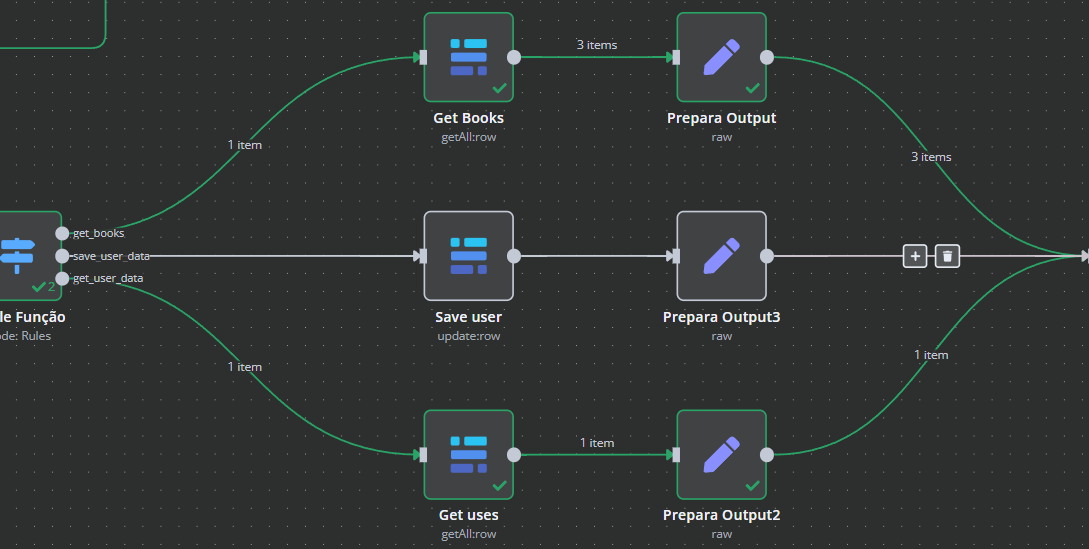 3 items
Get Books
getAll:row
Prepara Output
raw
1 item
3 items
get_books
save_user_data
get_user_data
2
le Função
ode: Rules
Save user
update:row
Prepara Output3
raw
1 item
1 item
1 item
Get uses
getAll:row
Prepara Output2
raw